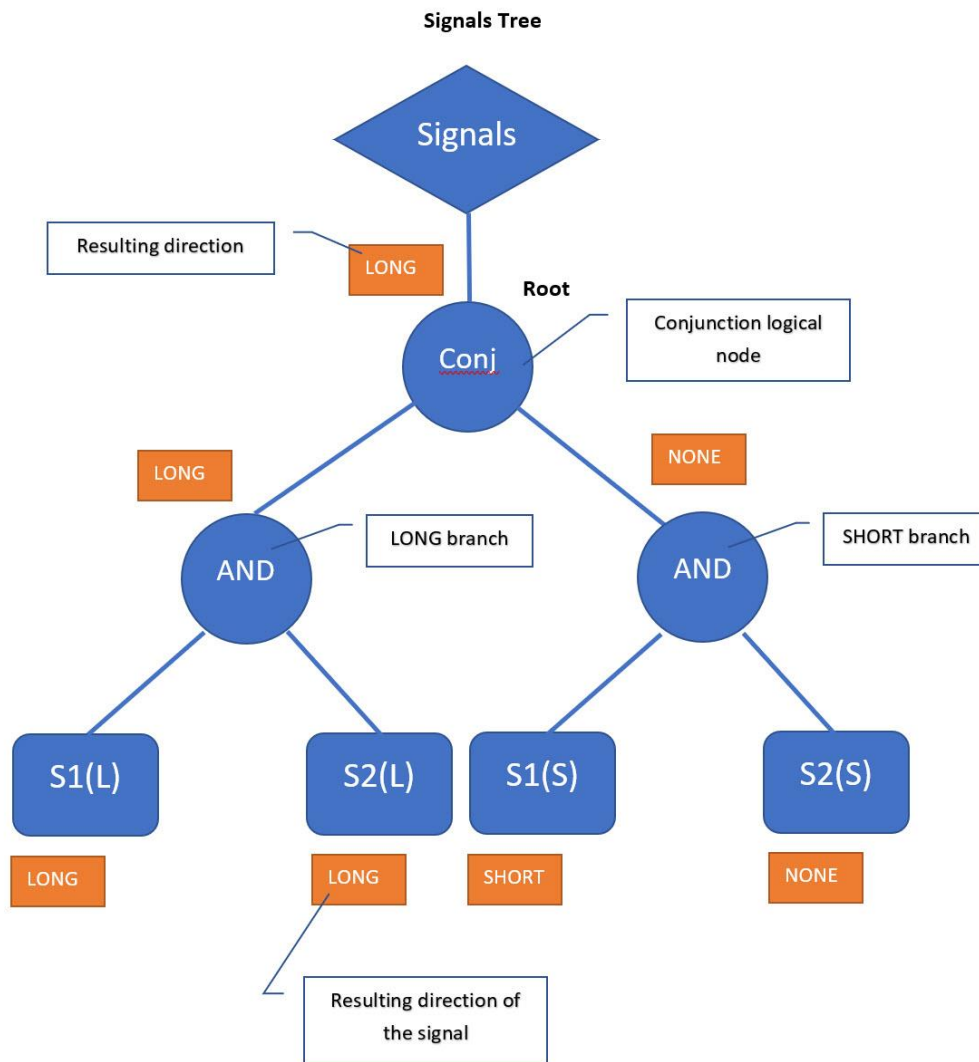 Signals Tree
Signals
Resulting direction
LONG
Root
Conjunction logical
node
Conj
LONG
NONE
LONG branch
SHORT branch
AND
AND
S1(L)
S2(L)
S1(S)
S2(S)
LONG
LONG
SHORT
NONE
Resulting direction of
the signal